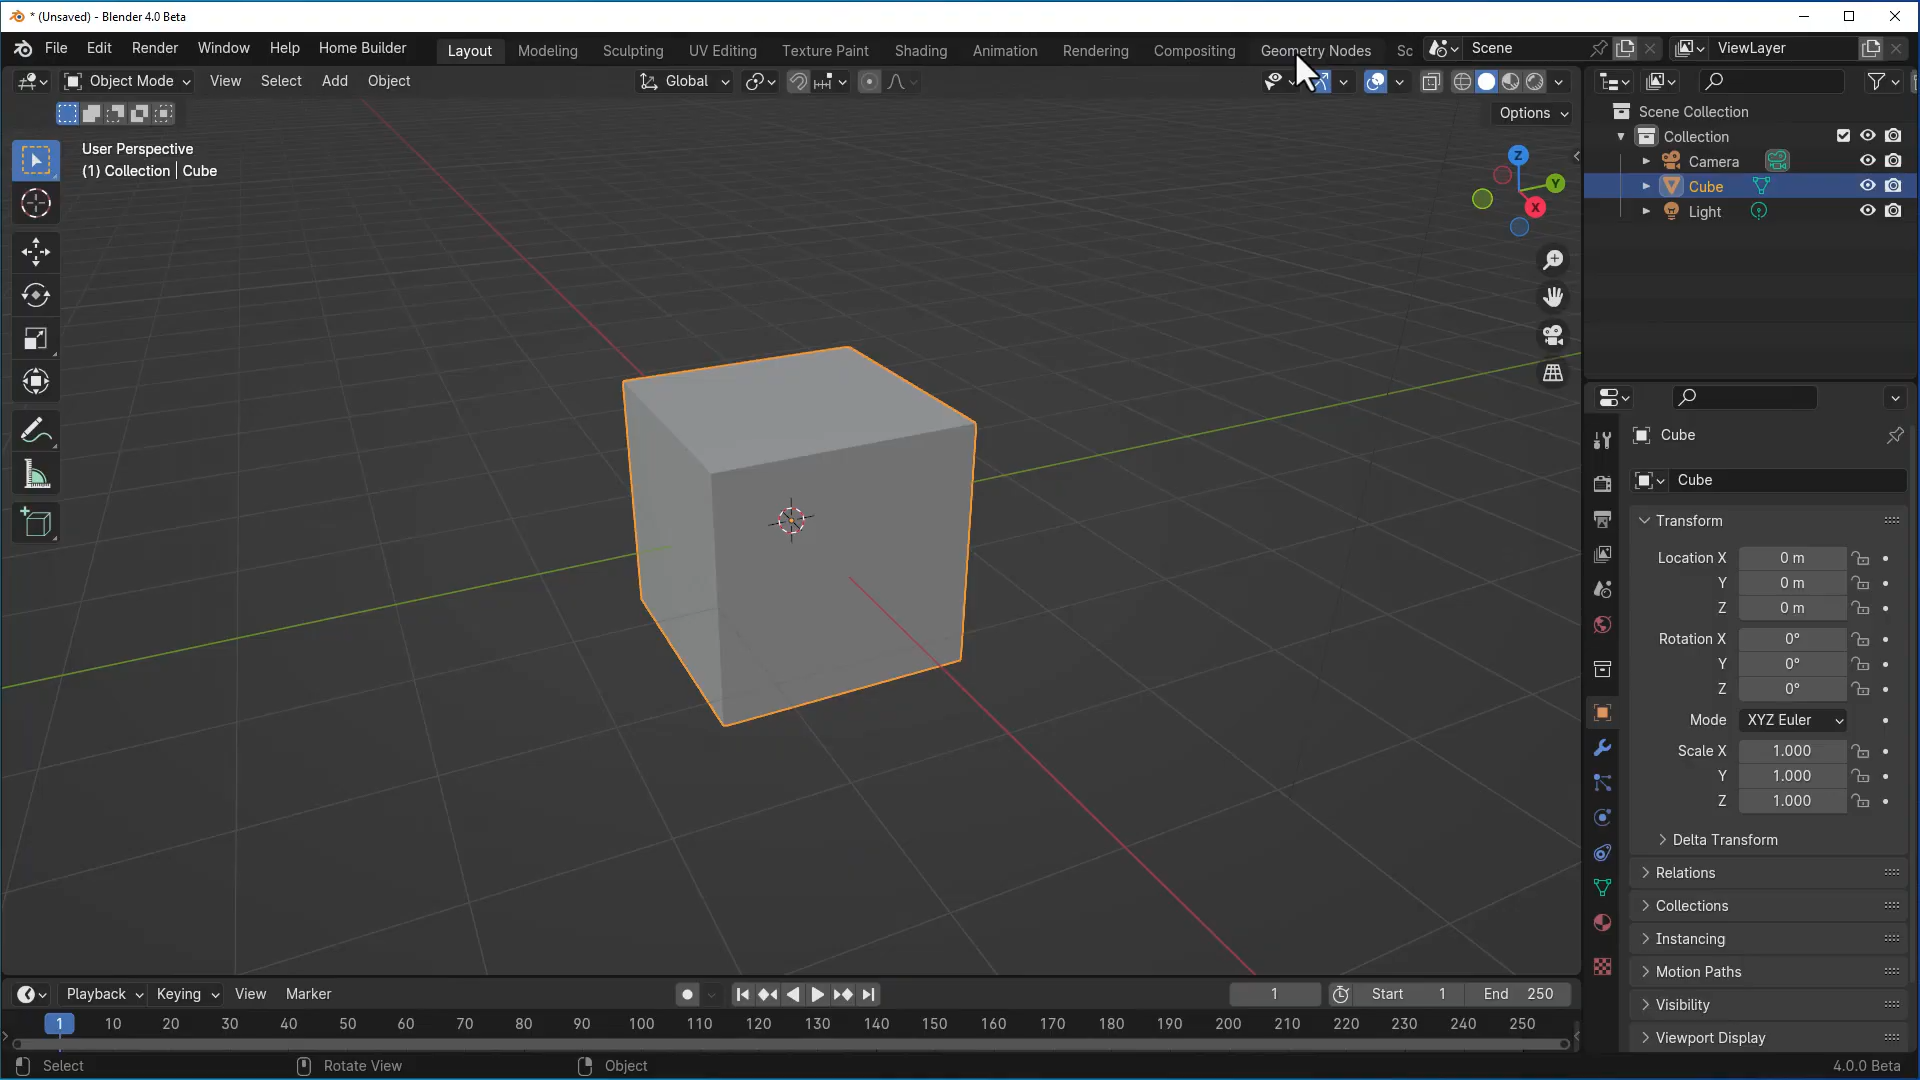 * (Unsaved) - Blender 4.0 Beta
File Edit Render Window Help Home Builder Layout Modeling Sculpting UV Editing Texture Paint Shading Animation Rendering Compositing Geometry Nodes Sc Scene ViewLayer
Object Mode View Select Add Object Global
Options
User Perspective
(1) Collection | Cube
Z
Y
X
Scene Collection
Collection
Camera
Cube
Light
Cube
Cube
Transform
Location X 0 m
Y 0 m
Z 0 m
Rotation X 0°
Y 0°
Z 0°
Mode XYZ Euler
Scale X 1.000
Y 1.000
Z 1.000
Delta Transform
Relations
Collections
Instancing
Motion Paths
Visibility
Viewport Display
Playback Keying View Marker 1 Start 1 End 250
1 10 20 30 40 50 60 70 80 90 100 110 120 130 140 150 160 170 180 190 200 210 220 230 240 250
Select Rotate View Object 4.0.0 Beta